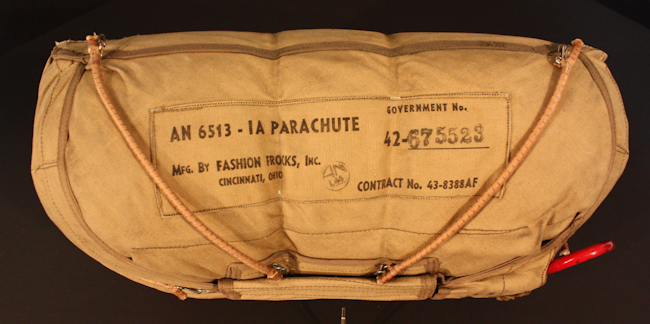 AN 6513 - 1A PARACHUTE
GOVERNMENT NO.
42-675523
MFG. BY FASHION FROCKS, INC.
CINCINNATI, OHIO
CONTRACT NO. 43-8388AF